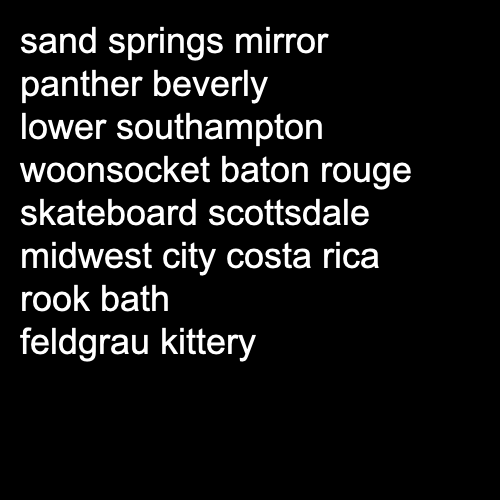 sand springs mirror
panther beverly
lower southampton
woonsocket baton rouge
skateboard scottsdale
midwest city costa rica
rook bath
feldgrau kittery